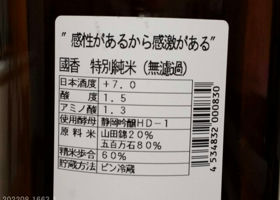 "感性があるから感激がある"
國香 特別純米（無濾過）
日本酒度 +7.0
酸度 1.5
アミノ酸 1.3
使用酵母 静岡吟醸HD-1
原料米 山田錦20%
五百万石80%
精米歩合 60%
貯蔵方法 ビン冷蔵
4 534832 000830
202208 1663